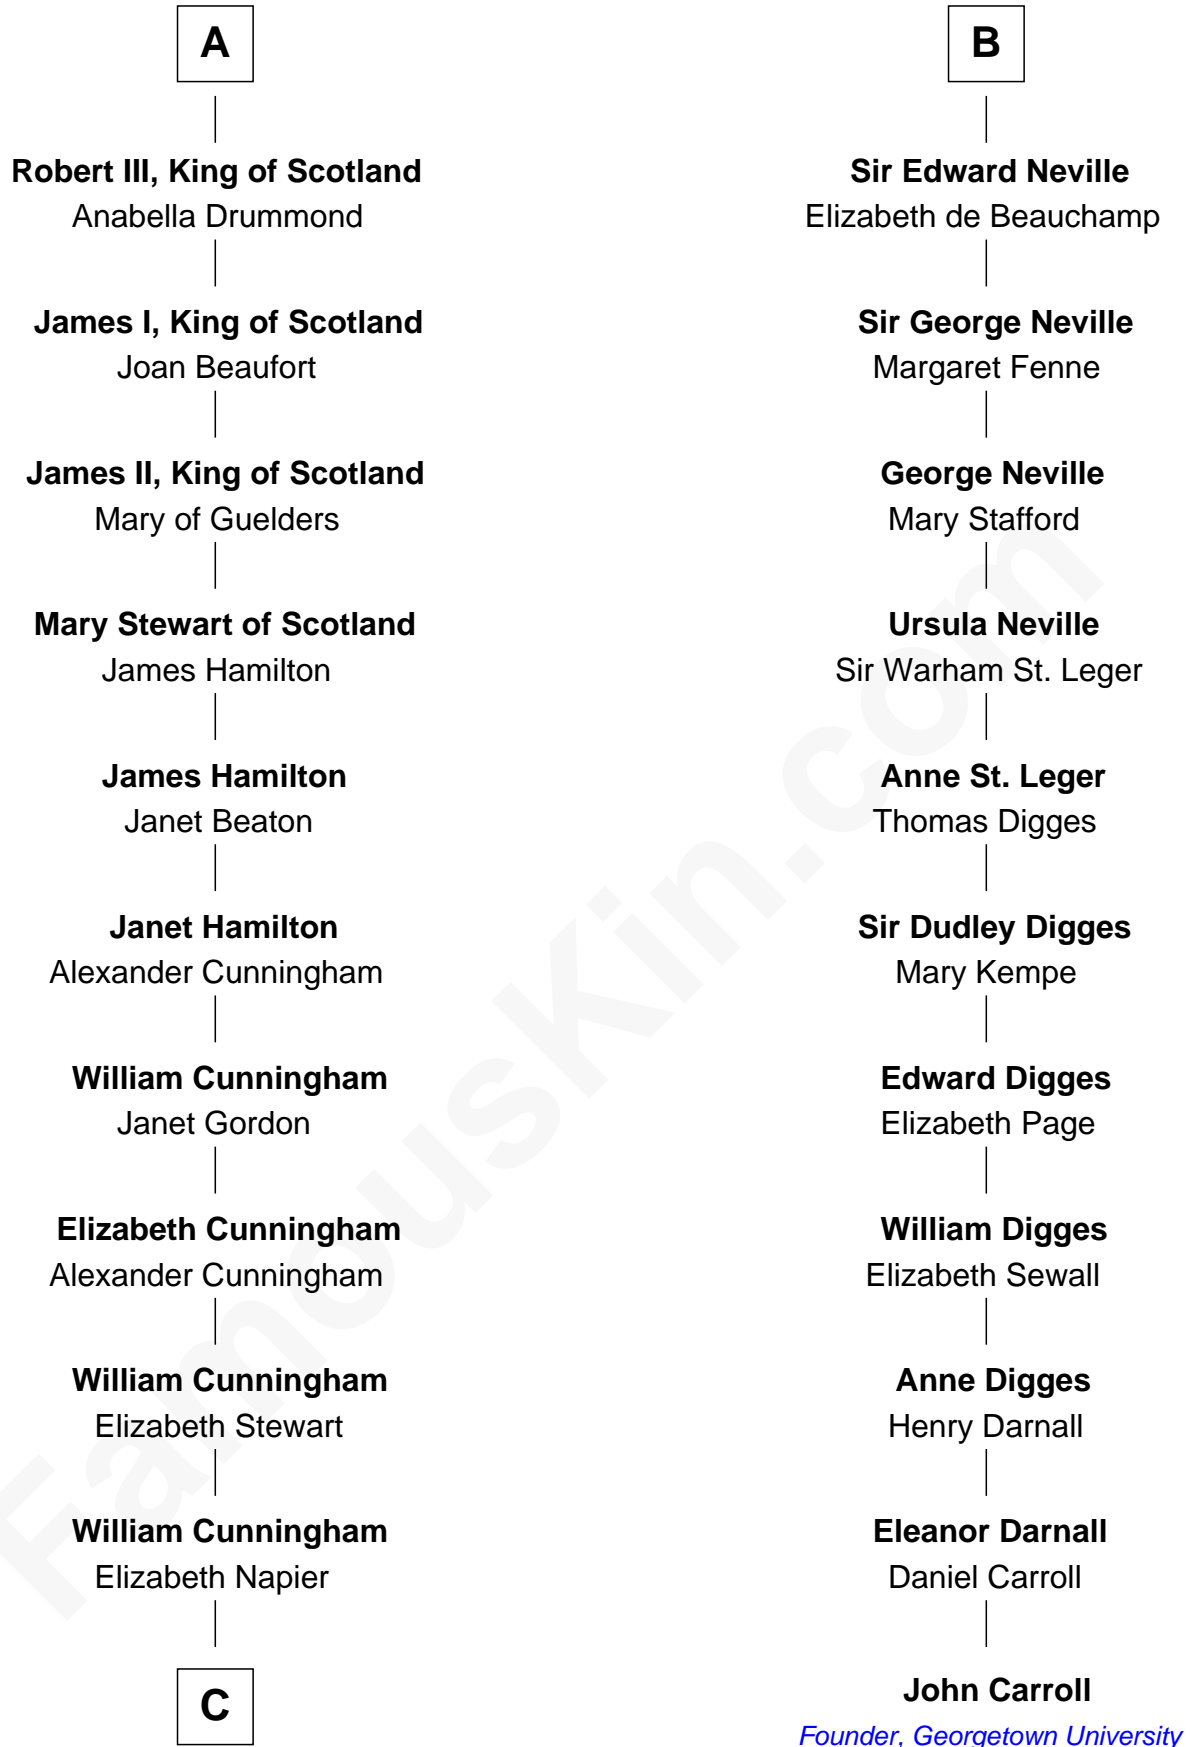 A
Robert III, King of Scotland
Anabella Drummond
James I, King of Scotland
Joan Beaufort
James II, King of Scotland
Mary of Guelders
Mary Stewart of Scotland
James Hamilton
James Hamilton
Janet Beaton
Janet Hamilton
Alexander Cunningham
William Cunningham
Janet Gordon
Elizabeth Cunningham
Alexander Cunningham
William Cunningham
Elizabeth Stewart
William Cunningham
Elizabeth Napier
C
B
Sir Edward Neville
Elizabeth de Beauchamp
Sir George Neville
Margaret Fenne
George Neville
Mary Stafford
Ursula Neville
Sir Warham St. Leger
Anne St. Leger
Thomas Digges
Sir Dudley Digges
Mary Kempe
Edward Digges
Elizabeth Page
William Digges
Elizabeth Sewall
Anne Digges
Henry Darnall
Eleanor Darnall
Daniel Carroll
John Carroll
Founder, Georgetown University
FamousKin.com